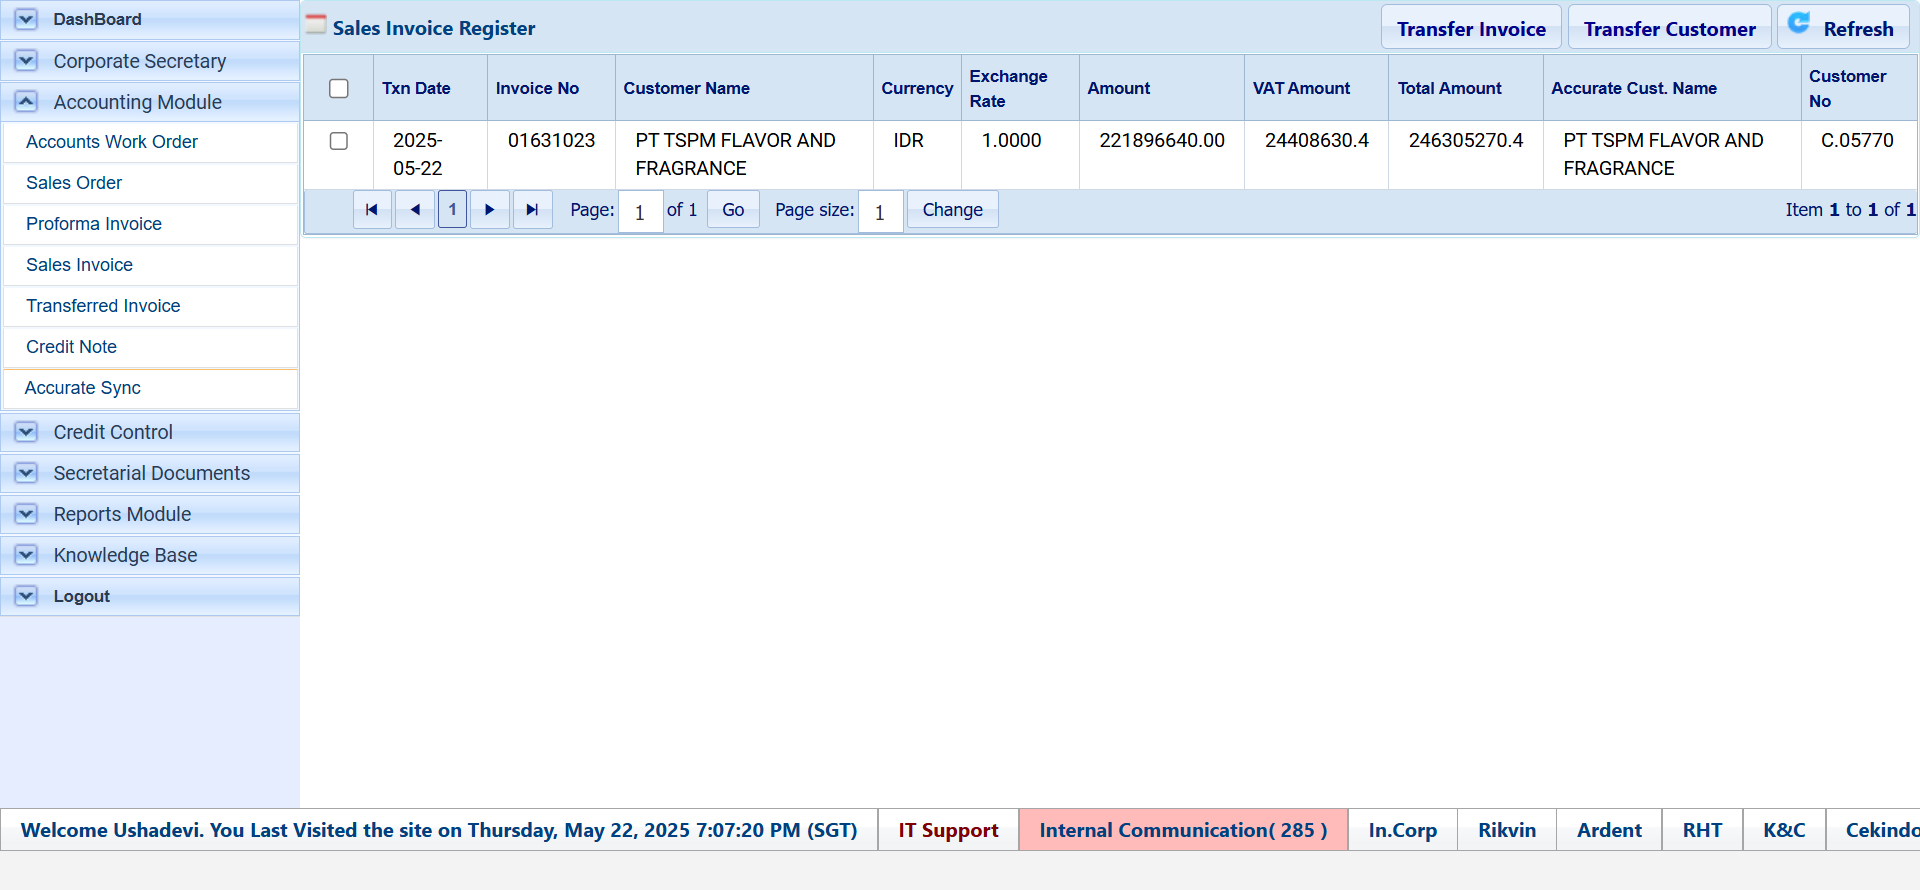 DashBoard
Corporate Secretary
Accounting Module
Accounts Work Order
Sales Order
Proforma Invoice
Sales Invoice
Transferred Invoice
Credit Note
Accurate Sync
Credit Control
Secretarial Documents
Reports Module
Knowledge Base
Logout
Sales Invoice Register
Transfer Invoice Transfer Customer Refresh
Txn Date Invoice No Customer Name Currency Exchange Rate Amount VAT Amount Total Amount Accurate Cust. Name Customer No
2025- 01631023 PT TSPM FLAVOR AND IDR 1.0000 221896640.00 24408630.4 246305270.4 PT TSPM FLAVOR AND C.05770
05-22 FRAGRANCE FRAGRANCE
1 Page: 1 of 1 Go Page size: 1 Change Item 1 to 1 of 1
Welcome Ushadevi. You Last Visited the site on Thursday, May 22, 2025 7:07:20 PM (SGT) IT Support Internal Communication( 285 ) In.Corp Rikvin Ardent RHT K&C Cekindo